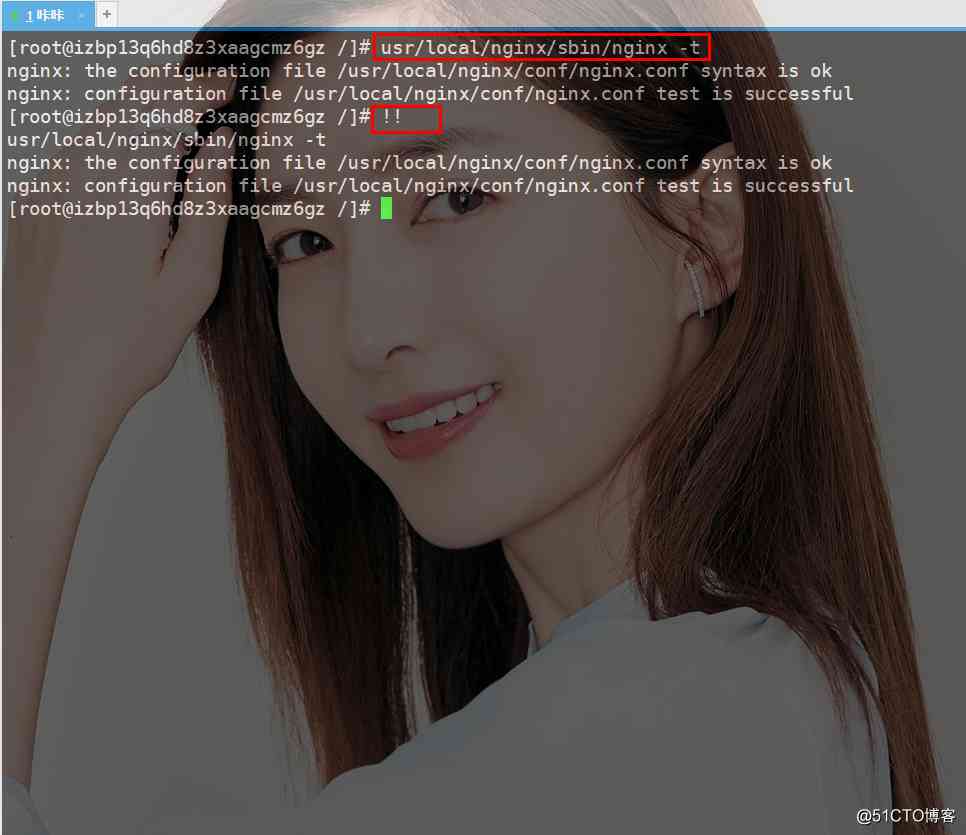 1 咔咔 × +
[root@izbp13q6hd8z3xaagcmz6gz /]# usr/local/nginx/sbin/nginx -t
nginx: the configuration file /usr/local/nginx/conf/nginx.conf syntax is ok
nginx: configuration file /usr/local/nginx/conf/nginx.conf test is successful
[root@izbp13q6hd8z3xaagcmz6gz /]# !!
usr/local/nginx/sbin/nginx -t
nginx: the configuration file /usr/local/nginx/conf/nginx.conf syntax is ok
nginx: configuration file /usr/local/nginx/conf/nginx.conf test is successful
[root@izbp13q6hd8z3xaagcmz6gz /]#
@51CTO博客